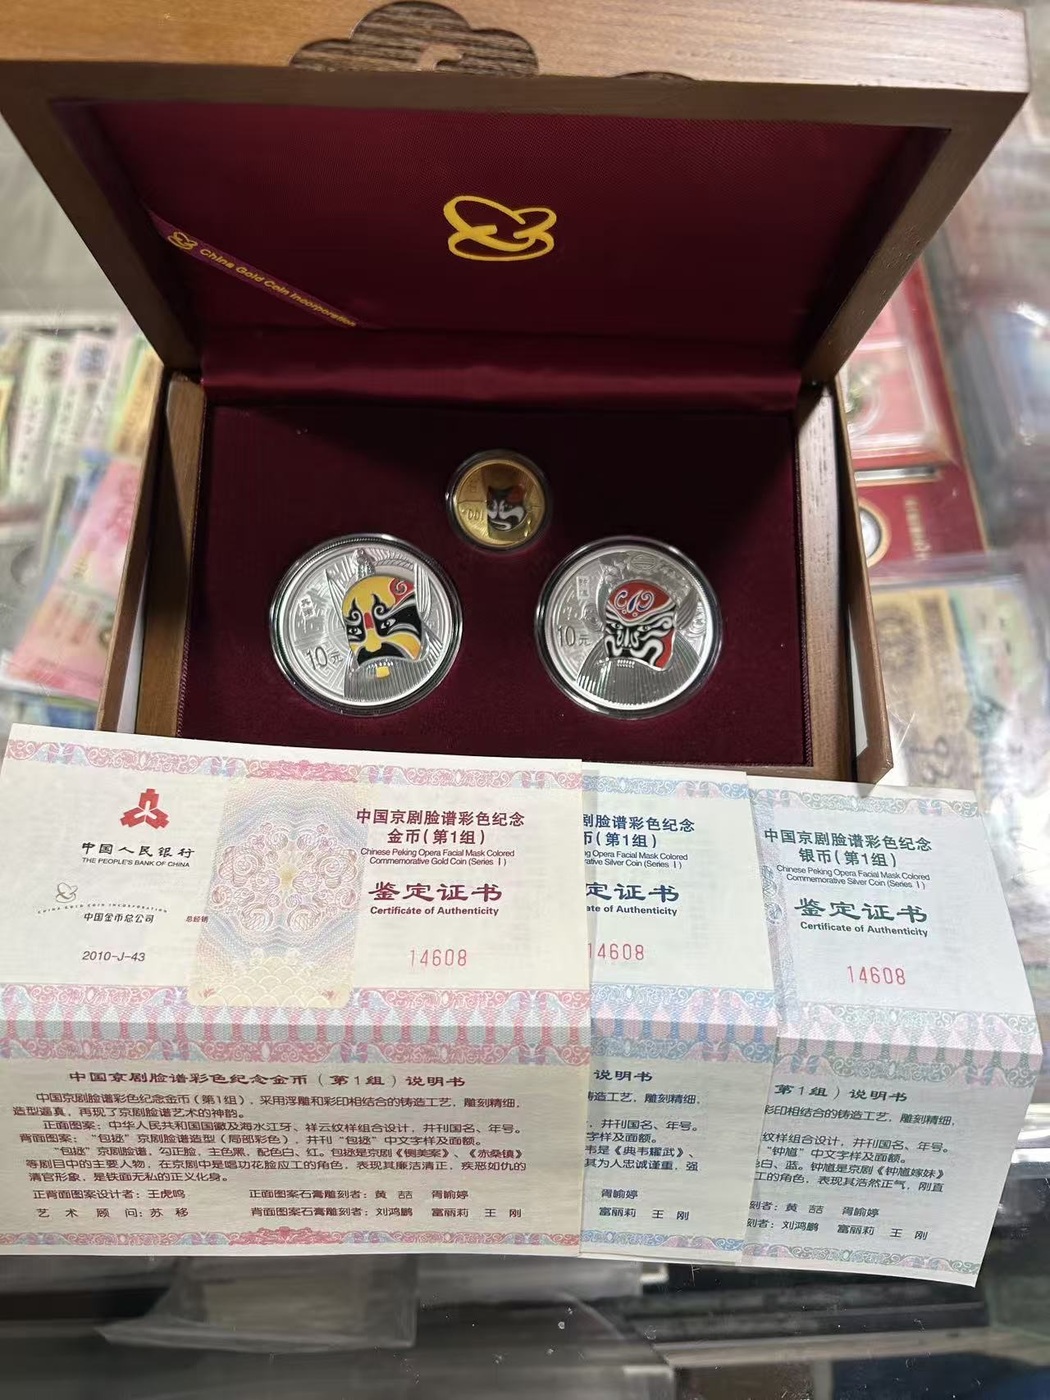 China Gold Coin Incorporation
100
10元
10元
中国人民银行
THE PEOPLE'S BANK OF CHINA
CHINA GOLD COIN INCORPORATION
中国金币总公司
总经销
2010-J-43
中国京剧脸谱彩色纪念
金币(第1组)
Chinese Peking Opera Facial Mask Colored
Commemorative Gold Coin (Series Ⅰ)
鉴定证书
Certificate of Authenticity
14608
中国京剧脸谱彩色纪念金币(第1组)说明书
中国京剧脸谱彩色纪念金币(第1组),采用浮雕和彩印相结合的铸造工艺,雕刻精细,
造型逼真,再现了京剧脸谱艺术的神韵。
正面图案:中华人民共和国国徽及海水江牙、祥云纹样组合设计,并刊国名、年号。
背面图案:"包拯"京剧脸谱造型(局部彩色),并刊"包拯"中文字样及面额。
"包拯"京剧脸谱,勾正脸,主色黑,配色白、红。包拯是京剧《铡美案》、《赤桑镇》
等剧目中的主要人物,在京剧中是唱功花脸应工的角色,表现其廉洁清正,疾恶如仇的
清官形象,是铁面无私的正义化身。
正背面图案设计者:王虎鸣 正面图案石膏雕刻者:黄喆 胥喻婷
艺术顾问:苏移 背面图案石膏雕刻者:刘鸿鹏 富丽莉 王刚
剧脸谱彩色纪念
币(第1组)
ng Opera Facial Mask Colored
rative Silver Coin (Series Ⅰ)
定证书
of Authenticity
14608
说明书
铸造工艺,雕刻精细,
并刊国名、年号。
字样及面额。
韦是《典韦耀武》、
其为人忠诚谨重,强
胥喻婷
富丽莉 王刚
中国京剧脸谱彩色纪念
银币(第1组)
Chinese Peking Opera Facial Mask Colored
Commemorative Silver Coin (Series Ⅰ)
鉴定证书
Certificate of Authenticity
14608
第1组)说明书
彩印相结合的铸造工艺,雕刻精细,
纹样组合设计,并刊国名、年号。
"钟馗"中文字样及面额。
色白、蓝。钟馗是京剧《钟馗嫁妹》
工的角色,表现其浩然正气,刚直
刻者:黄喆 胥喻婷
刻者:刘鸿鹏 富丽莉 王刚